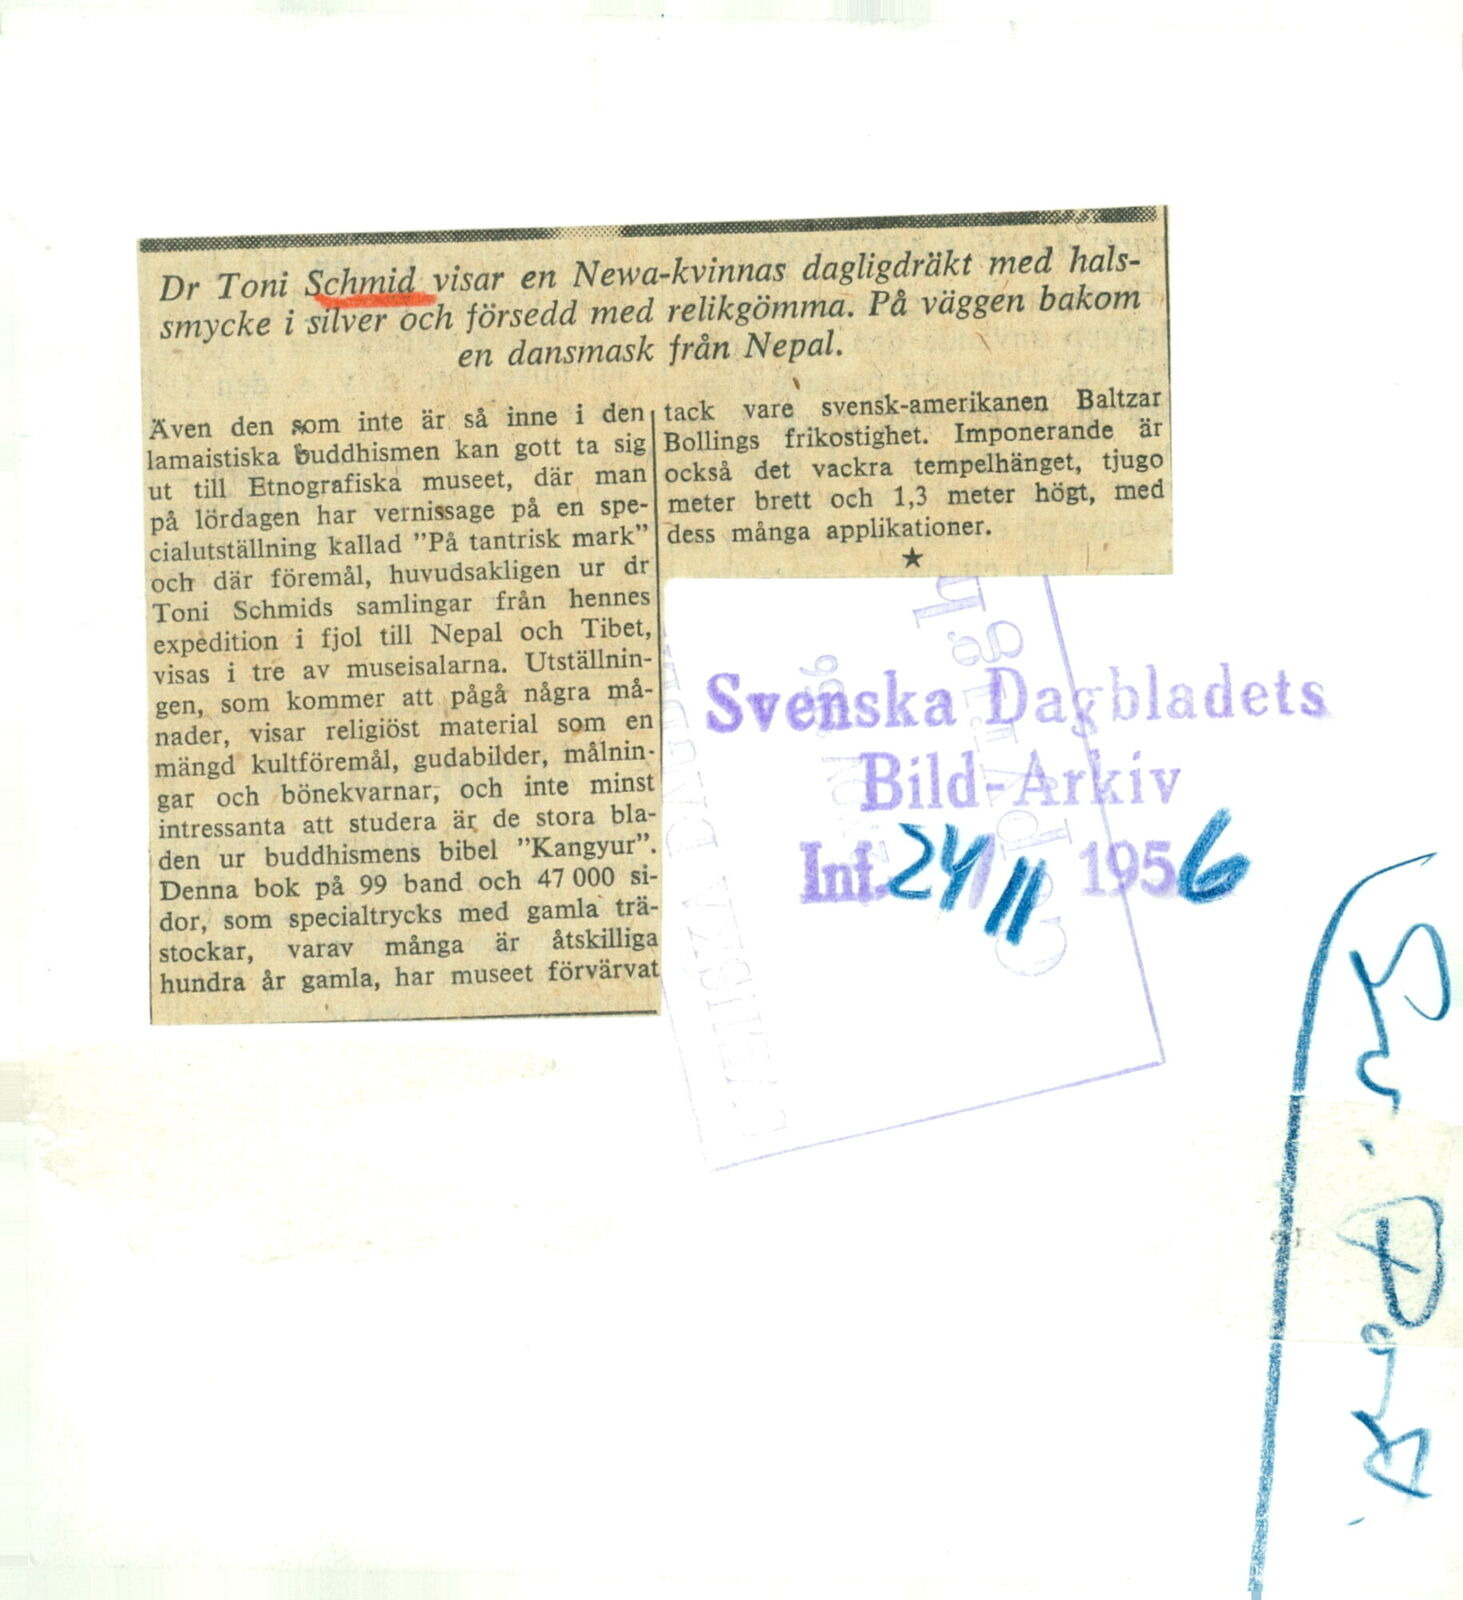 Dr Toni Schmid visar en Newa-kvinnas dagligdräkt med hals-
smycke i silver och försedd med relikgömma. På väggen bakom
en dansmask från Nepal.
Även den som inte är så inne i den
lamaistiska buddhismen kan gott ta sig
ut till Etnografiska museet, där man
på lördagen har vernissage på en spe-
cialutställning kallad ”På tantrisk mark”
och där föremål, huvudsakligen ur dr
Toni Schmids samlingar från hennes
expedition i fjol till Nepal och Tibet,
visas i tre av museisalarna. Utställnin-
gen, som kommer att pågå några må-
nader, visar religiöst material som en
mängd kultföremål, gudabilder, målnin-
gar och bönekvarnar, och inte minst
intressanta att studera är de stora bla-
den ur buddhismens bibel ”Kangyur”.
Denna bok på 99 band och 47 000 si-
dor, som specialtrycks med gamla trä-
stockar, varav många är åtskilliga
hundra år gamla, har museet förvärvat
tack vare svensk-amerikanen Baltzar
Bollings frikostighet. Imponerande är
också det vackra tempelhänget, tjugo
meter brett och 1,3 meter högt, med
dess många applikationer.
★
Svenska Dagbladets
Bild-Arkiv
Inf. 24/11 1956